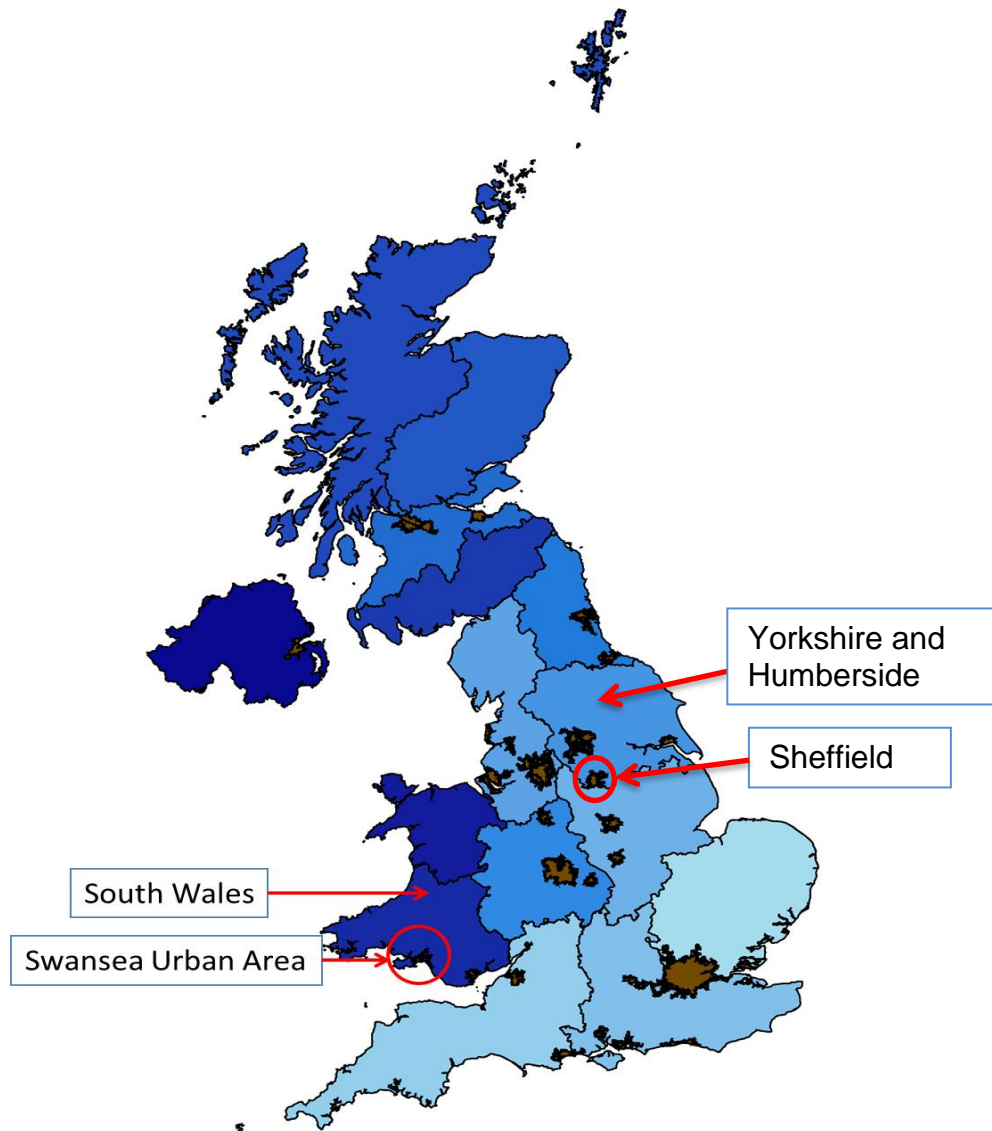 Yorkshire and
Humberside
Sheffield
South Wales
Swansea Urban Area